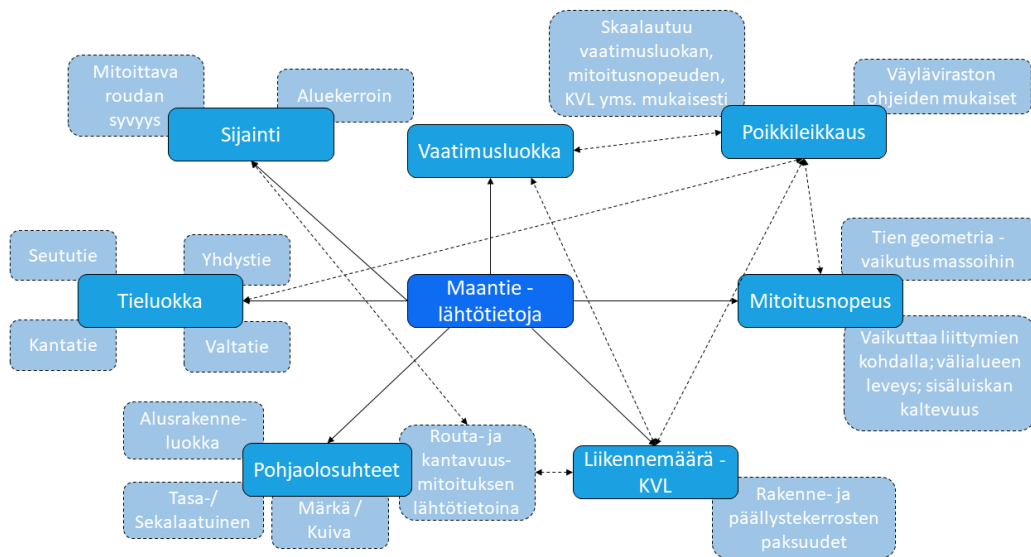 Skaalautuu
vaatimusluokan,
mitoitusnopeuden,
KVL yms. mukaisesti
Mitoittava
roudan
syvyys
Aluekerroin
Väyläviraston
ohjeiden mukaiset
Sijainti
Vaatimusluokka
Poikkileikkaus
Seututie
Yhdystie
Tien geometria -
vaikutus massoihin
Tieluokka
Maantie -
lähtötietoja
Mitoitusnopeus
Kantatie
Valtatie
Vaikuttaa liittymien
kohdalla; välialueen
leveys; sisäluiskan
kaltevuus
Alusrakenne-
luokka
Pohjaolosuhteet
Routa- ja
kantavuus-
mitoituksen
lähtötietoina
Liikennemäärä -
KVL
Tasa-/
Sekalaatuinen
Märkä /
Kuiva
Rakenne- ja
päällystekerrosten
paksuudet